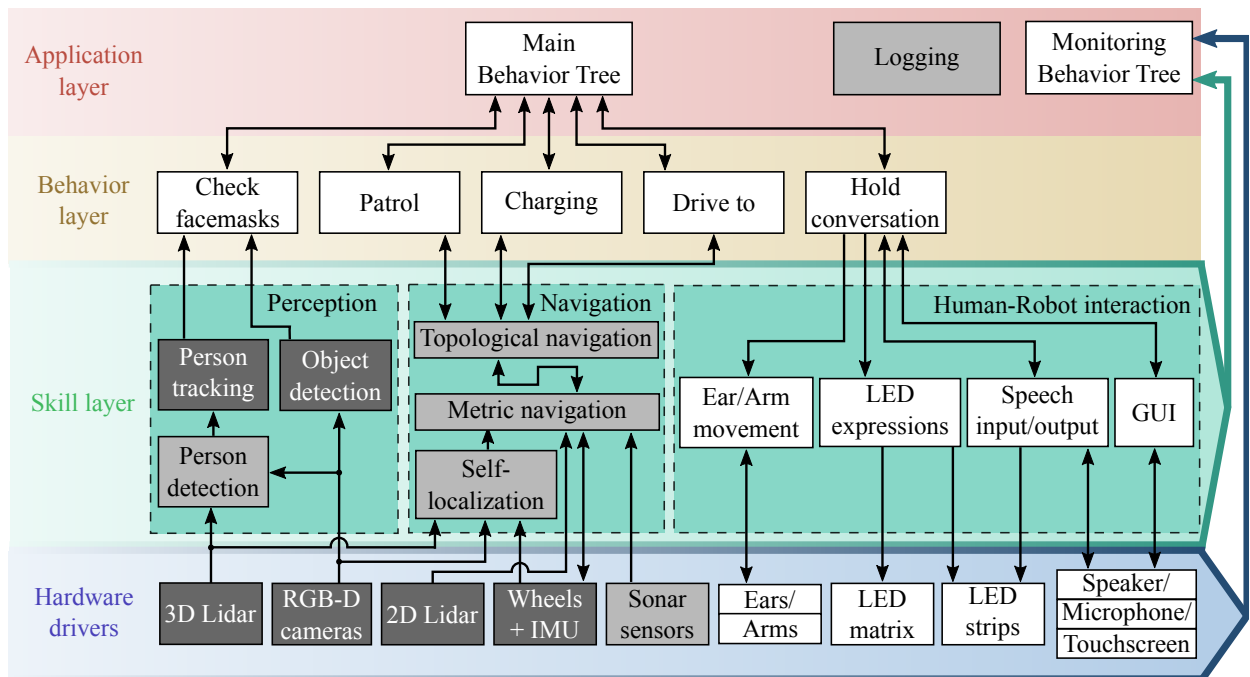 Application
layer
Main
Behavior Tree
Logging
Monitoring
Behavior Tree
Behavior
layer
Check
facemasks
Patrol
Charging
Drive to
Hold
conversation
Skill layer
Perception
Person
tracking
Object
detection
Person
detection
Navigation
Topological navigation
Metric navigation
Self-
localization
Human-Robot interaction
Ear/Arm
movement
LED
expressions
Speech
input/output
GUI
Hardware
drivers
3D Lidar
RGB-D
cameras
2D Lidar
Wheels
+ IMU
Sonar
sensors
Ears/
Arms
LED
matrix
LED
strips
Speaker/
Microphone/
Touchscreen